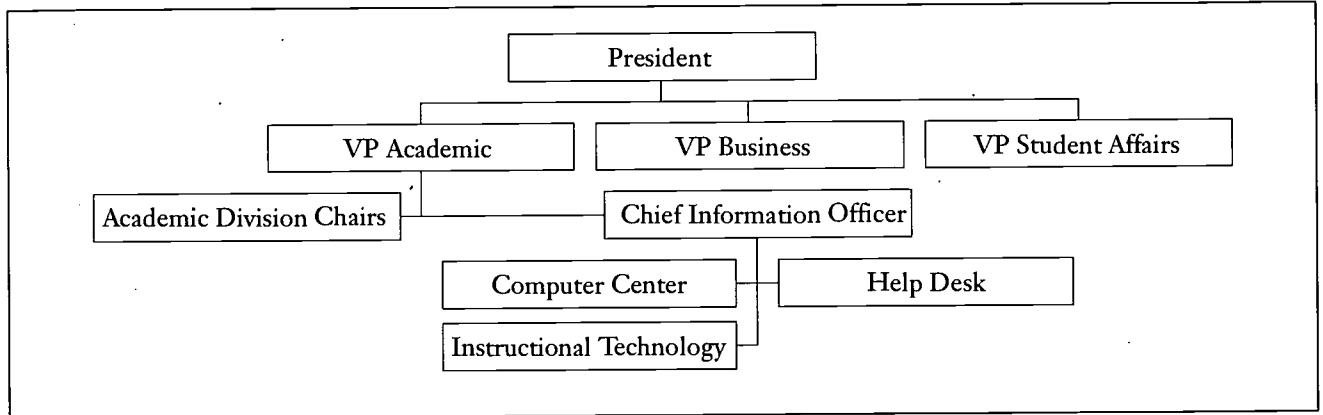 President
VP Academic
VP Business
VP Student Affairs
Academic Division Chairs
Chief Information Officer
Computer Center
Help Desk
Instructional Technology